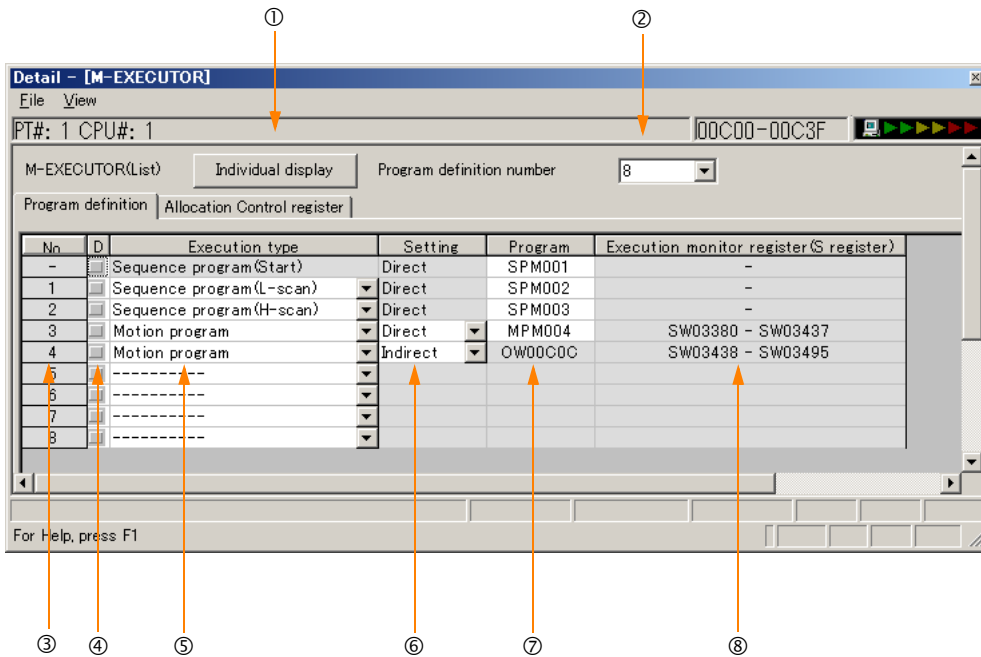 ① ②
Detail - [M-EXECUTOR]
File View
PT#: 1 CPU#: 1 00C00-00C3F
M-EXECUTOR(List) Individual display Program definition number 8
Program definition Allocation Control register
No D Execution type Setting Program Execution monitor register(S register)
- Sequence program(Start) Direct SPM001 -
1 Sequence program(L-scan) Direct SPM002 -
2 Sequence program(H-scan) Direct SPM003 -
3 Motion program Direct MPM004 SW03380 - SW03437
4 Motion program Indirect OW00C0C SW03438 - SW03495
5 ----------
6 ----------
7 ----------
8 ----------
For Help, press F1
③ ④ ⑤ ⑥ ⑦ ⑧